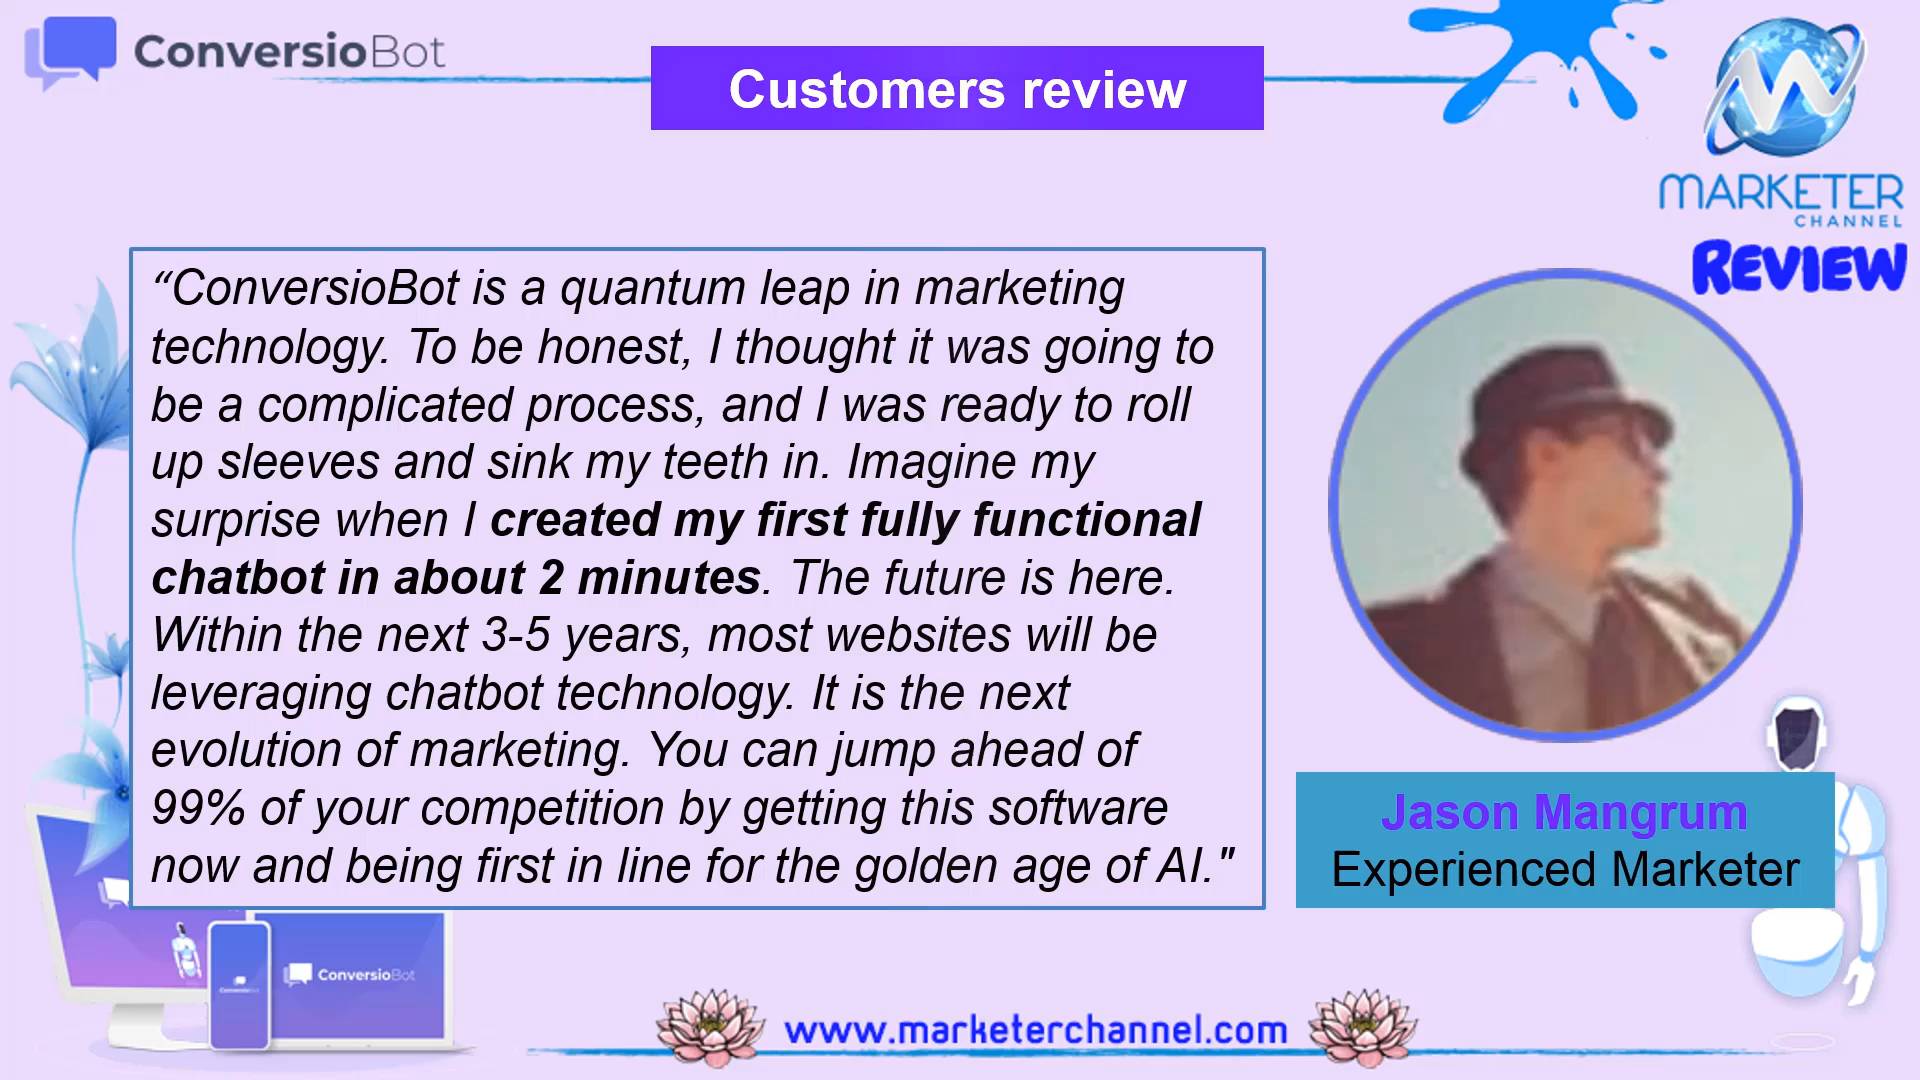 ConversioBot
Customers review
MARKETER
CHANNEL
REVIEW
“ConversioBot is a quantum leap in marketing
technology. To be honest, I thought it was going to
be a complicated process, and I was ready to roll
up sleeves and sink my teeth in. Imagine my
surprise when I created my first fully functional
chatbot in about 2 minutes. The future is here.
Within the next 3-5 years, most websites will be
leveraging chatbot technology. It is the next
evolution of marketing. You can jump ahead of
99% of your competition by getting this software
now and being first in line for the golden age of AI."
Jason Mangrum
Experienced Marketer
ConversioBot
ConversioBot
www.marketerchannel.com